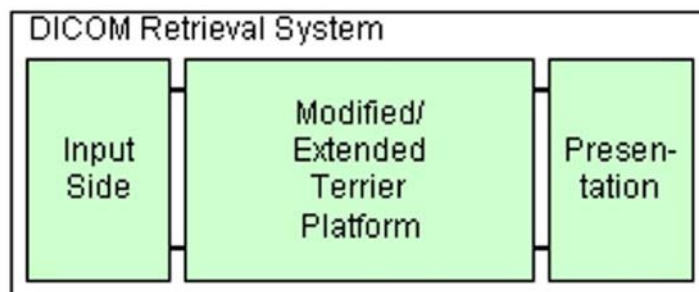 DICOM Retrieval System
Input
Side
Modified/
Extended
Terrier
Platform
Presen-
tation